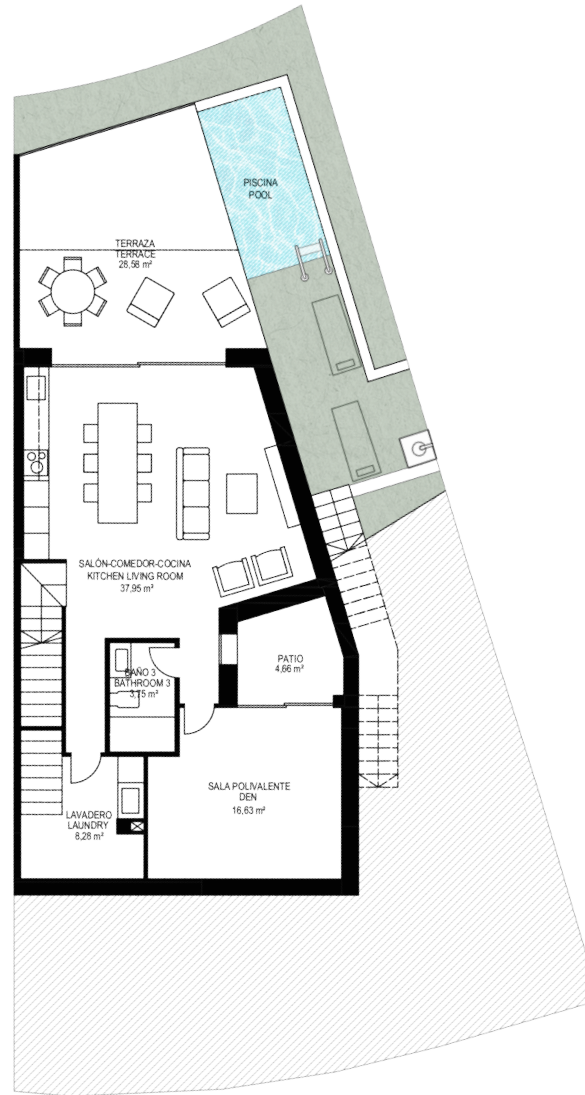 PISCINA
POOL
TERRAZA
TERRACE
28,58 m²
SALÓN-COMEDOR-COCINA
KITCHEN LIVING ROOM
37,95 m²
PATIO
4,66 m²
BAÑO 3
BATHROOM 3
3,75 m²
SALA POLIVALENTE
DEN
16,63 m²
LAVADERO
LAUNDRY
8,28 m²